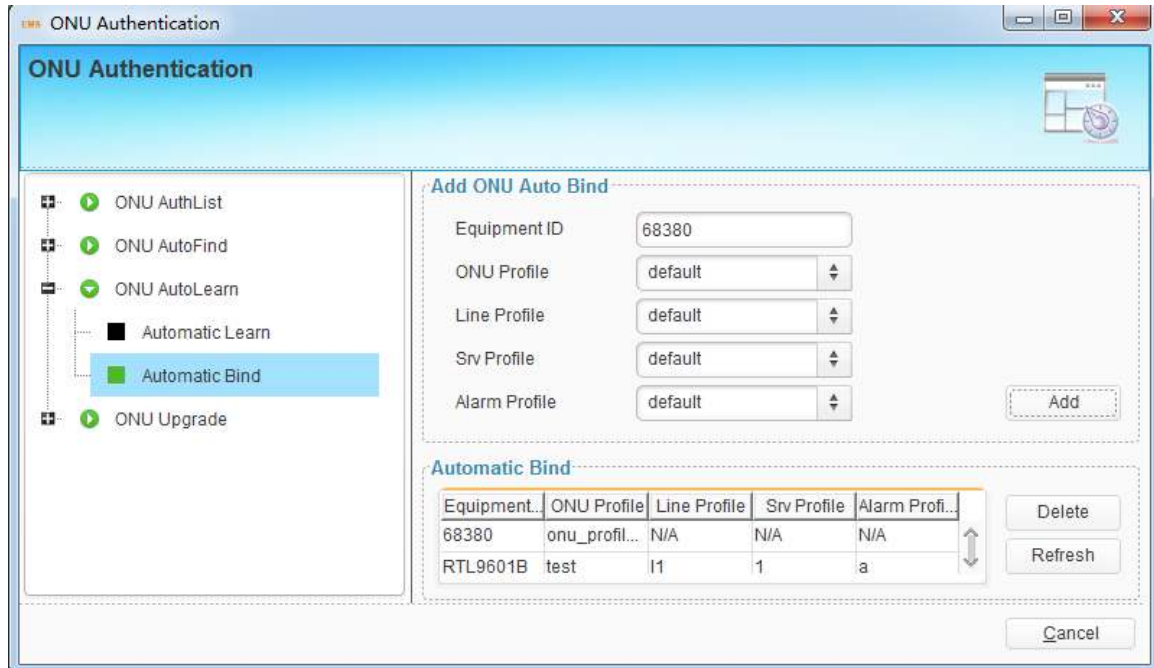 EMS ONU Authentication
ONU Authentication
ONU AuthList
ONU AutoFind
ONU AutoLearn
Automatic Learn
Automatic Bind
ONU Upgrade
Add ONU Auto Bind
Equipment ID 68380
ONU Profile default
Line Profile default
Srv Profile default
Alarm Profile default
Add
Automatic Bind
Equipment... ONU Profile Line Profile Srv Profile Alarm Profi...
68380 onu_profil... N/A N/A N/A
RTL9601B test l1 1 a
Delete
Refresh
Cancel